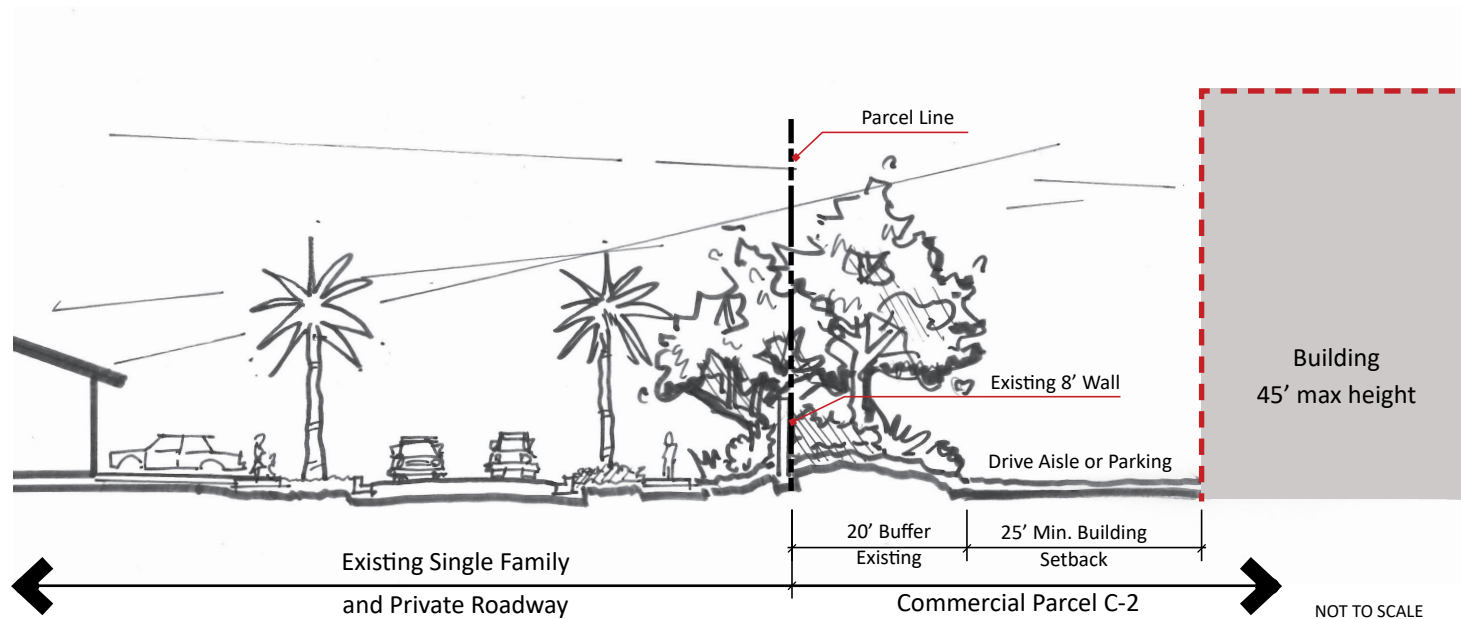 Parcel Line
Existing 8’ Wall
Building
45’ max height
Drive Aisle or Parking
20’ Buffer
Existing
25’ Min. Building
Setback
Existing Single Family
and Private Roadway
Commercial Parcel C-2
NOT TO SCALE